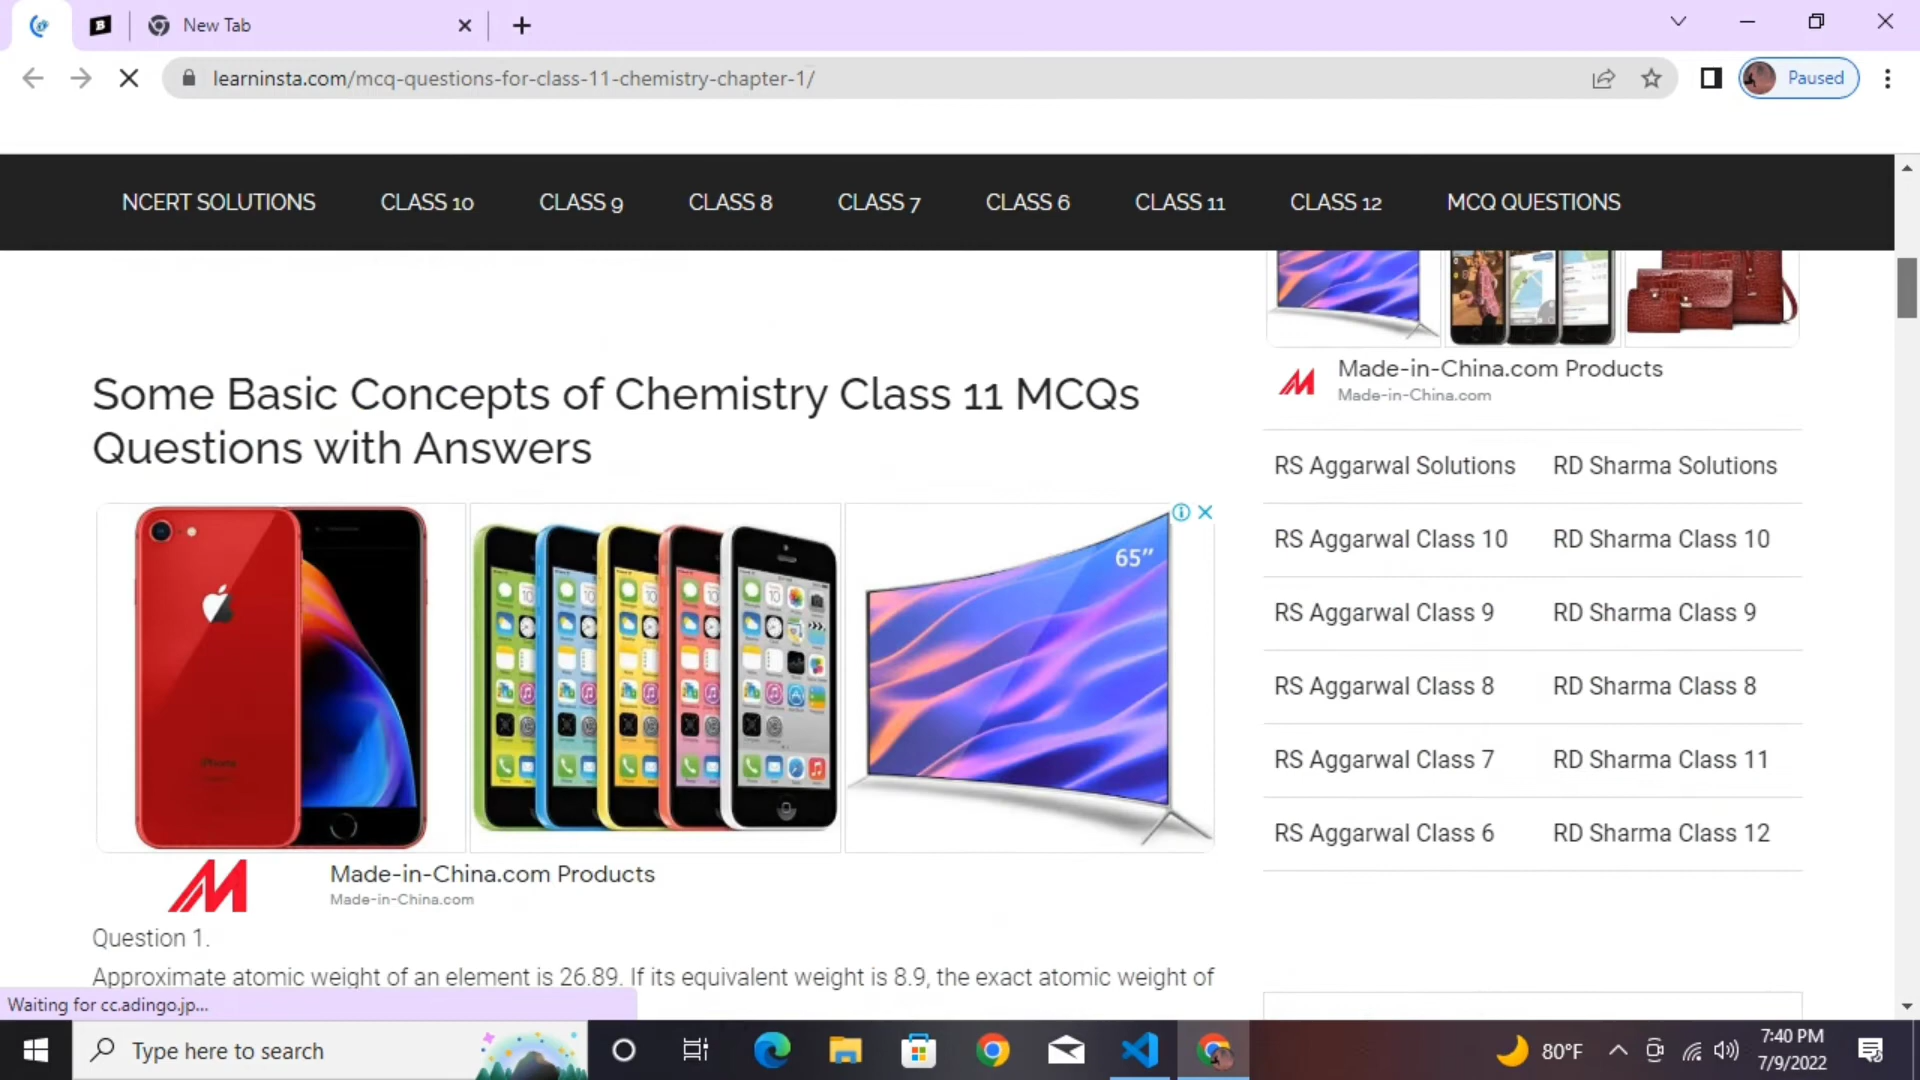 New Tab
learninsta.com/mcq-questions-for-class-11-chemistry-chapter-1/
Paused
NCERT SOLUTIONS CLASS 10 CLASS 9 CLASS 8 CLASS 7 CLASS 6 CLASS 11 CLASS 12 MCQ QUESTIONS
Some Basic Concepts of Chemistry Class 11 MCQs
Questions with Answers
65”
Made-in-China.com Products
Made-in-China.com
Question 1.
Approximate atomic weight of an element is 26.89. If its equivalent weight is 8.9, the exact atomic weight of
Made-in-China.com Products
Made-in-China.com
RS Aggarwal Solutions RD Sharma Solutions
RS Aggarwal Class 10 RD Sharma Class 10
RS Aggarwal Class 9 RD Sharma Class 9
RS Aggarwal Class 8 RD Sharma Class 8
RS Aggarwal Class 7 RD Sharma Class 11
RS Aggarwal Class 6 RD Sharma Class 12
Waiting for cc.adingo.jp...
Type here to search
80°F
7:40 PM
7/9/2022